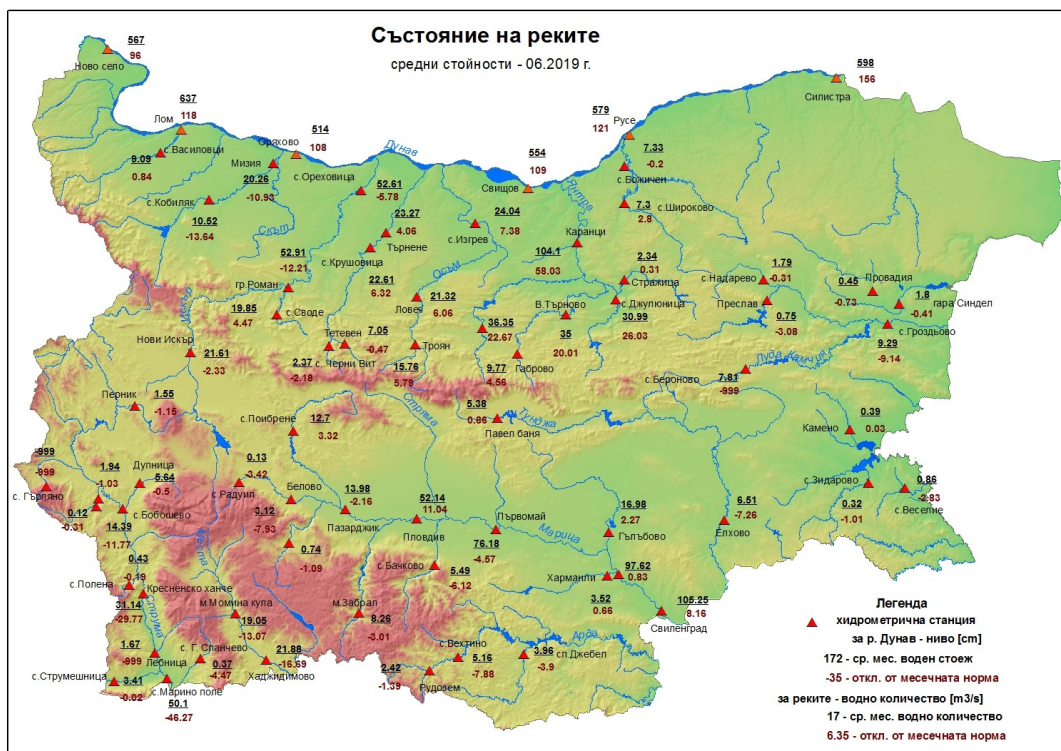 Състояние на реките
средни стойности - 06.2019 г.
567
96
Ново село
598
156
Силистра
637
118
Лом
579
121
Русе
514
108
Оряхово
Дунав
554
109
Свищов
с.Василовци
9.09
0.84
Мизия
20.26
-10.93
с.Кобиляк
10.52
-13.64
Скът
с.Ореховица
52.61
-5.78
23.27
4.06
Търнене
с.Крушовица
24.04
7.38
с.Изгрев
Осъм
Янтра
7.33
-0.2
с.Божичен
с.Широково
7.3
2.8
Каранци
104.1
58.03
52.91
-12.21
гр.Роман
22.61
6.32
21.32
6.06
Ловеч
2.34
0.31
Стражица
с.Джулюница
30.99
26.03
В.Търново
35
20.01
1.79
-0.31
с.Надарево
Преслав
0.75
-3.08
0.45
-0.73
Провадия
1.8
-0.41
гара Синдел
с.Гроздьово
9.29
-9.14
19.85
4.47
с.Своде
Искър
Нови Искър
21.61
-2.33
Тетевен
7.05
-0.47
2.37
-2.18
с. Черни Вит
Троян
15.76
5.79
36.35
22.67
Габрово
9.77
4.56
Луда Камчия
с.Бероново
7.81
-999
Перник
1.55
-1.15
Стряма
5.38
0.86
Павел баня
Тунджа
с.Поибрене
12.7
3.32
0.39
0.03
Камено
-999
-999
с. Гърляно
1.94
-1.03
0.12
-0.31
Дупница
5.64
-0.5
с.Бобошево
14.39
-11.77
0.13
-3.42
с.Радуил
Белово
3.12
-7.93
13.98
-2.16
Пазарджик
52.14
11.04
Пловдив
Първомай
76.18
-4.57
Марица
16.98
2.27
Гълъбово
6.51
-7.26
Елхово
с.Зидарово
0.32
-1.01
0.86
-2.83
с.Веселие
0.74
-1.09
с.Бачково
5.49
-6.12
Харманли
97.62
0.83
3.52
0.66
105.25
8.16
Свиленград
0.43
-0.19
с.Полена
Кресненско ханче
31.14
-29.77
Струма
Места
м.Момина кула
19.05
-13.07
м.Забрал
8.26
-3.01
Арда
1.67
-999
Лебница
0.37
-4.47
21.88
-16.69
Хаджидимово
с.Струмешница
3.41
-0.02
с.Марино поле
50.1
-46.27
с.Вехтино
5.16
-7.88
2.42
-1.39
Рудозем
3.96
-3.9
сп.Джебел
Легенда
хидрометрична станция
за р. Дунав - ниво [cm]
172 - ср. мес. воден стоеж
-35 - откл. от месечната норма
за реките - водно количество [m3/s]
17 - ср. мес. водно количество
6.35 - откл. от месечната норма